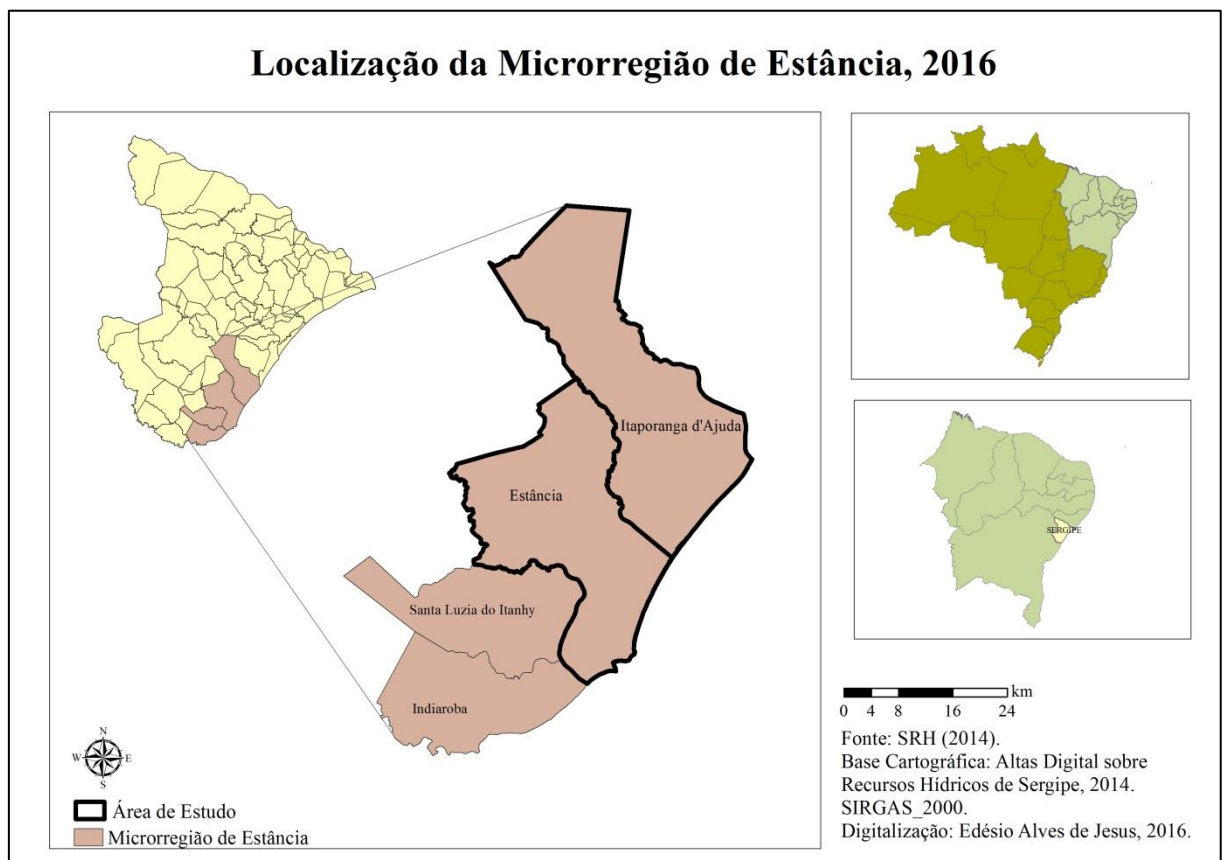 Localização da Microrregião de Estância, 2016
Itaporanga d'Ajuda
Estância
Santa Luzia do Itanhy
Indiaroba
N
W E
S
Área de Estudo
Microrregião de Estância
SERGIPE
km
0 4 8 16 24
Fonte: SRH (2014).
Base Cartográfica: Altas Digital sobre
Recursos Hídricos de Sergipe, 2014.
SIRGAS_2000.
Digitalização: Edésio Alves de Jesus, 2016.